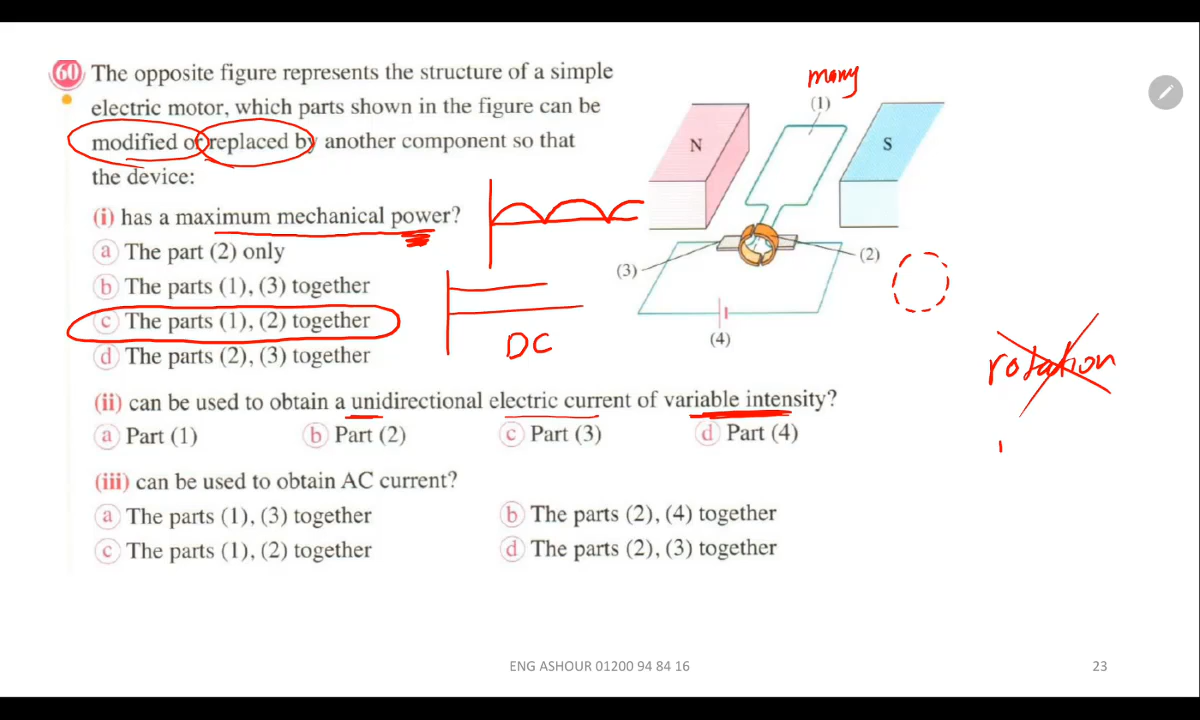 60 The opposite figure represents the structure of a simple
electric motor, which parts shown in the figure can be
modified or replaced by another component so that
the device:
(i) has a maximum mechanical power?
a The part (2) only
b The parts (1), (3) together
c The parts (1), (2) together
d The parts (2), (3) together
many
(1)
N
S
(2)
(3)
(4)
DC
rotation
(ii) can be used to obtain a unidirectional electric current of variable intensity?
a Part (1) b Part (2) c Part (3) d Part (4)
(iii) can be used to obtain AC current?
a The parts (1), (3) together b The parts (2), (4) together
c The parts (1), (2) together d The parts (2), (3) together
ENG ASHOUR 01200 94 84 16
23